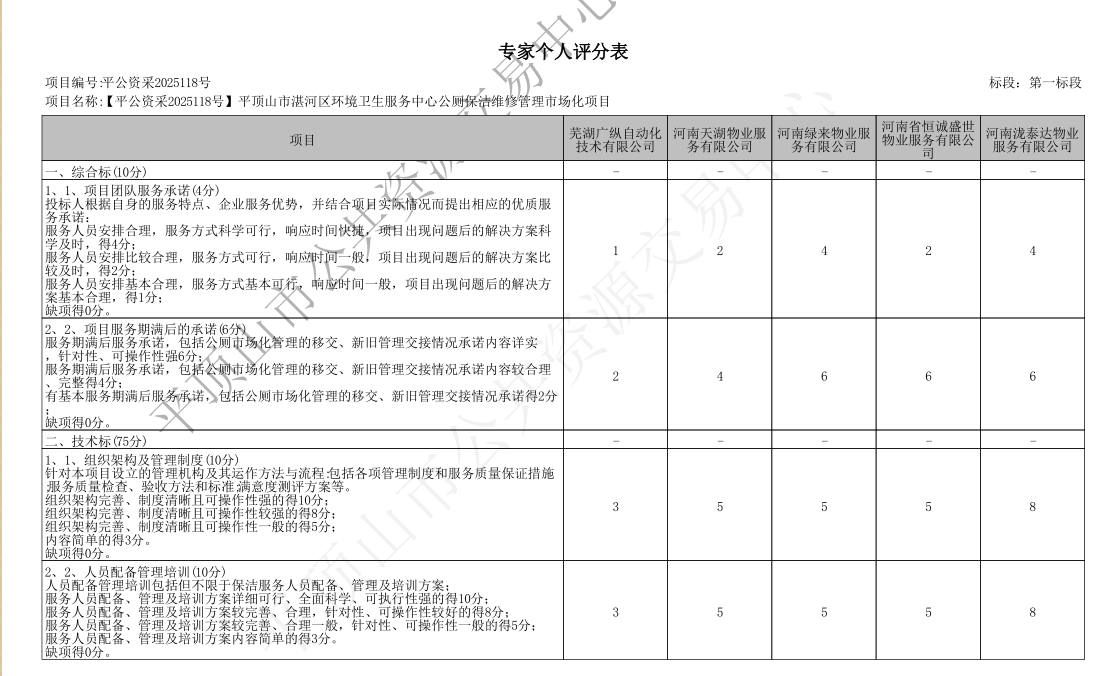 专家个人评分表
项目编号:平公资采2025118号
标段：第一标段
项目名称:【平公资采2025118号】平顶山市湛河区环境卫生服务中心公厕保洁维修管理市场化项目
项目
芜湖广纵自动化
技术有限公司
河南天湖物业服
务有限公司
河南绿来物业服
务有限公司
河南省恒诚盛世
物业服务有限公
司
河南泷泰达物业
服务有限公司
一、综合标(10分)
－ － － － －
1、1、项目团队服务承诺(4分)
投标人根据自身的服务特点、企业服务优势，并结合项目实际情况而提出相应的优质服
务承诺：
服务人员安排合理，服务方式科学可行，响应时间快捷，项目出现问题后的解决方案科
学及时，得4分；
服务人员安排比较合理，服务方式可行，响应时间一般，项目出现问题后的解决方案比
较及时，得2分；
服务人员安排基本合理，服务方式基本可行，响应时间一般，项目出现问题后的解决方
案基本合理，得1分；
缺项得0分。
1 2 4 2 4
2、2、项目服务期满后的承诺(6分)
服务期满后服务承诺，包括公厕市场化管理的移交、新旧管理交接情况承诺内容详实
，针对性、可操作性强6分；
服务期满后服务承诺，包括公厕市场化管理的移交、新旧管理交接情况承诺内容较合理
、完整得4分；
有基本服务期满后服务承诺，包括公厕市场化管理的移交、新旧管理交接情况承诺得2分
；
缺项得0分。
2 4 6 6 6
二、技术标(75分)
－ － － － －
1、1、组织架构及管理制度(10分)
针对本项目设立的管理机构及其运作方法与流程;包括各项管理制度和服务质量保证措施
;服务质量检查、验收方法和标准;满意度测评方案等。
组织架构完善、制度清晰且可操作性强的得10分；
组织架构完善、制度清晰且可操作性较强的得8分；
组织架构完善、制度清晰且可操作性一般的得5分；
内容简单的得3分。
缺项得0分。
3 5 5 5 8
2、2、人员配备管理培训(10分)
人员配备管理培训包括但不限于保洁服务人员配备、管理及培训方案；
服务人员配备、管理及培训方案详细可行、全面科学、可执行性强的得10分；
服务人员配备、管理及培训方案较完善、合理，针对性、可操作性较好的得8分；
服务人员配备、管理及培训方案较完善、合理一般，针对性、可操作性一般的得5分；
服务人员配备、管理及培训方案内容简单的得3分。
缺项得0分。
3 5 5 5 8
平顶山市公共资源交易中心
平顶山市公共资源交易中心